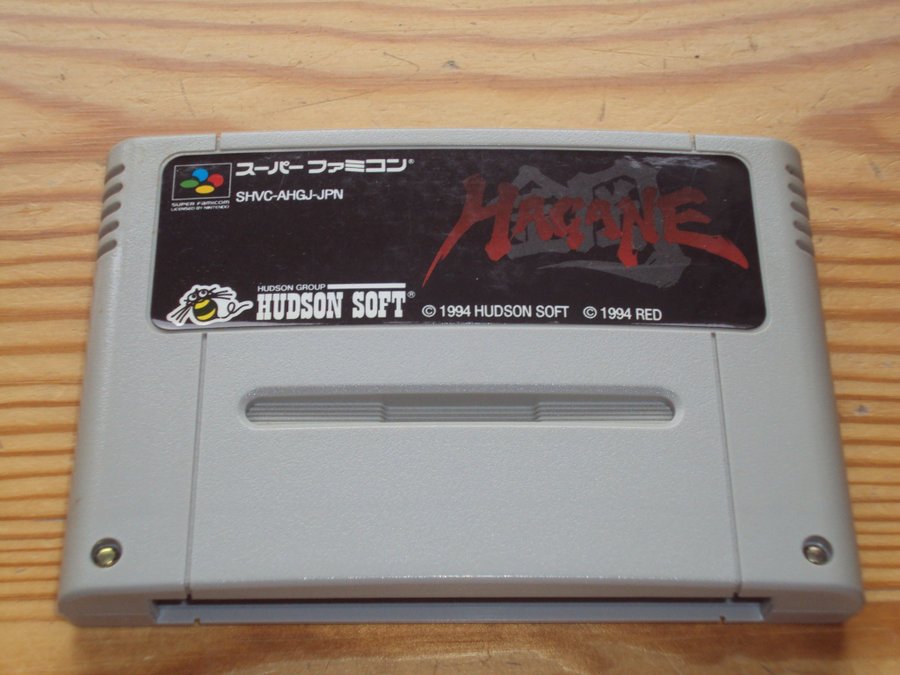 スーパーファミコン®
SUPER FAMICOM
LICENSED BY NINTENDO
SHVC-AHGJ-JPN
鋼
HAGANE
HUDSON GROUP
HUDSON SOFT®
© 1994 HUDSON SOFT © 1994 RED